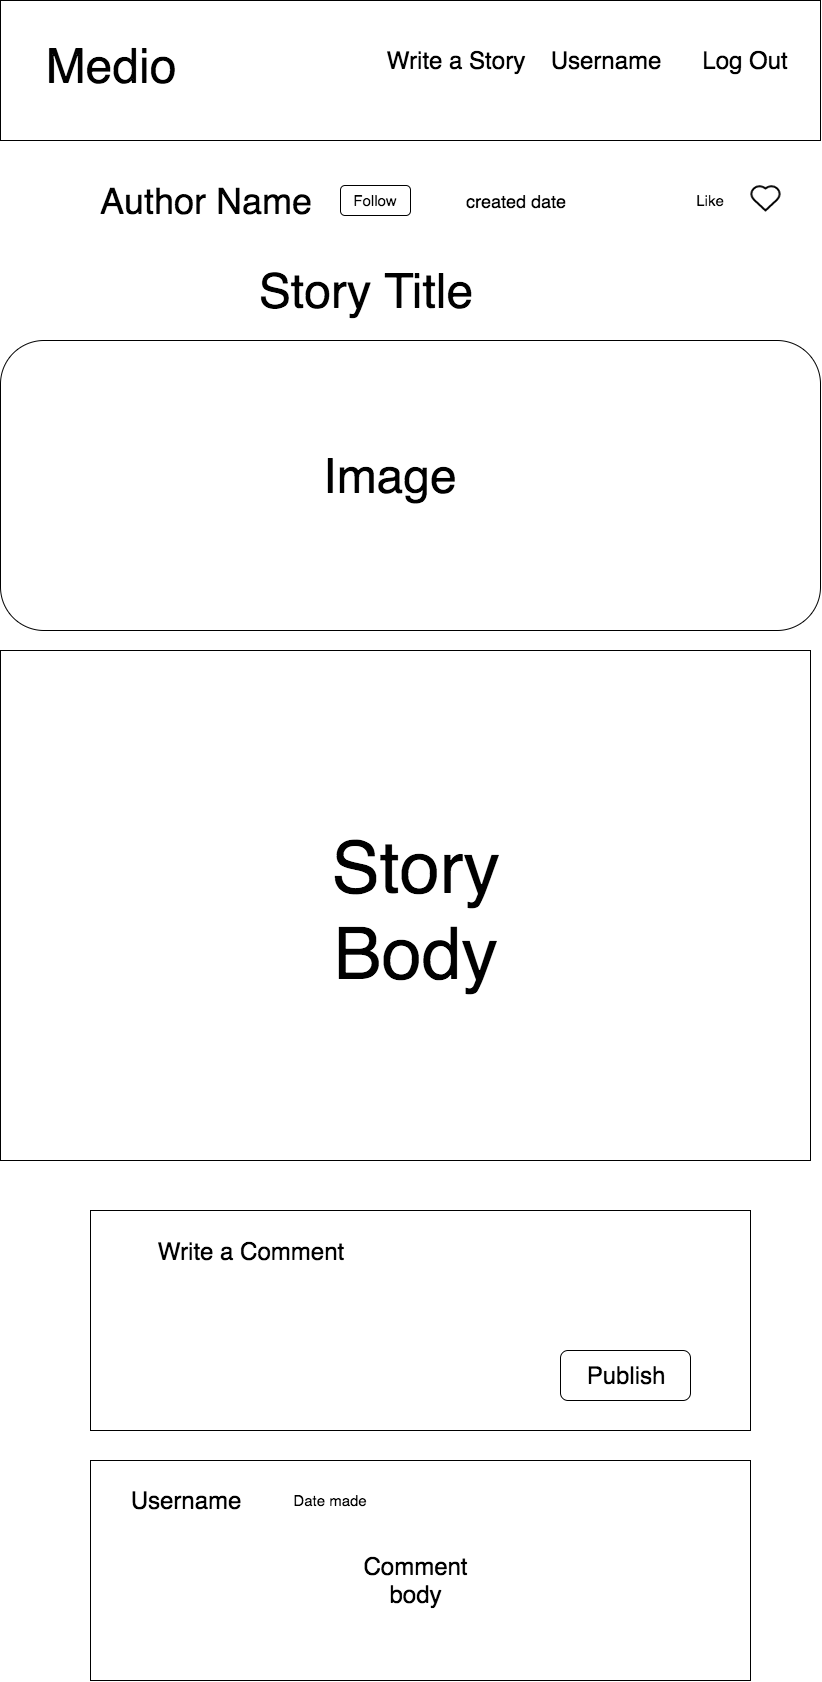 Medio
Write a Story
Username
Log Out
Author Name
Follow
created date
Like
Story Title
Image
Story
Body
Write a Comment
Publish
Username
Date made
Comment
body